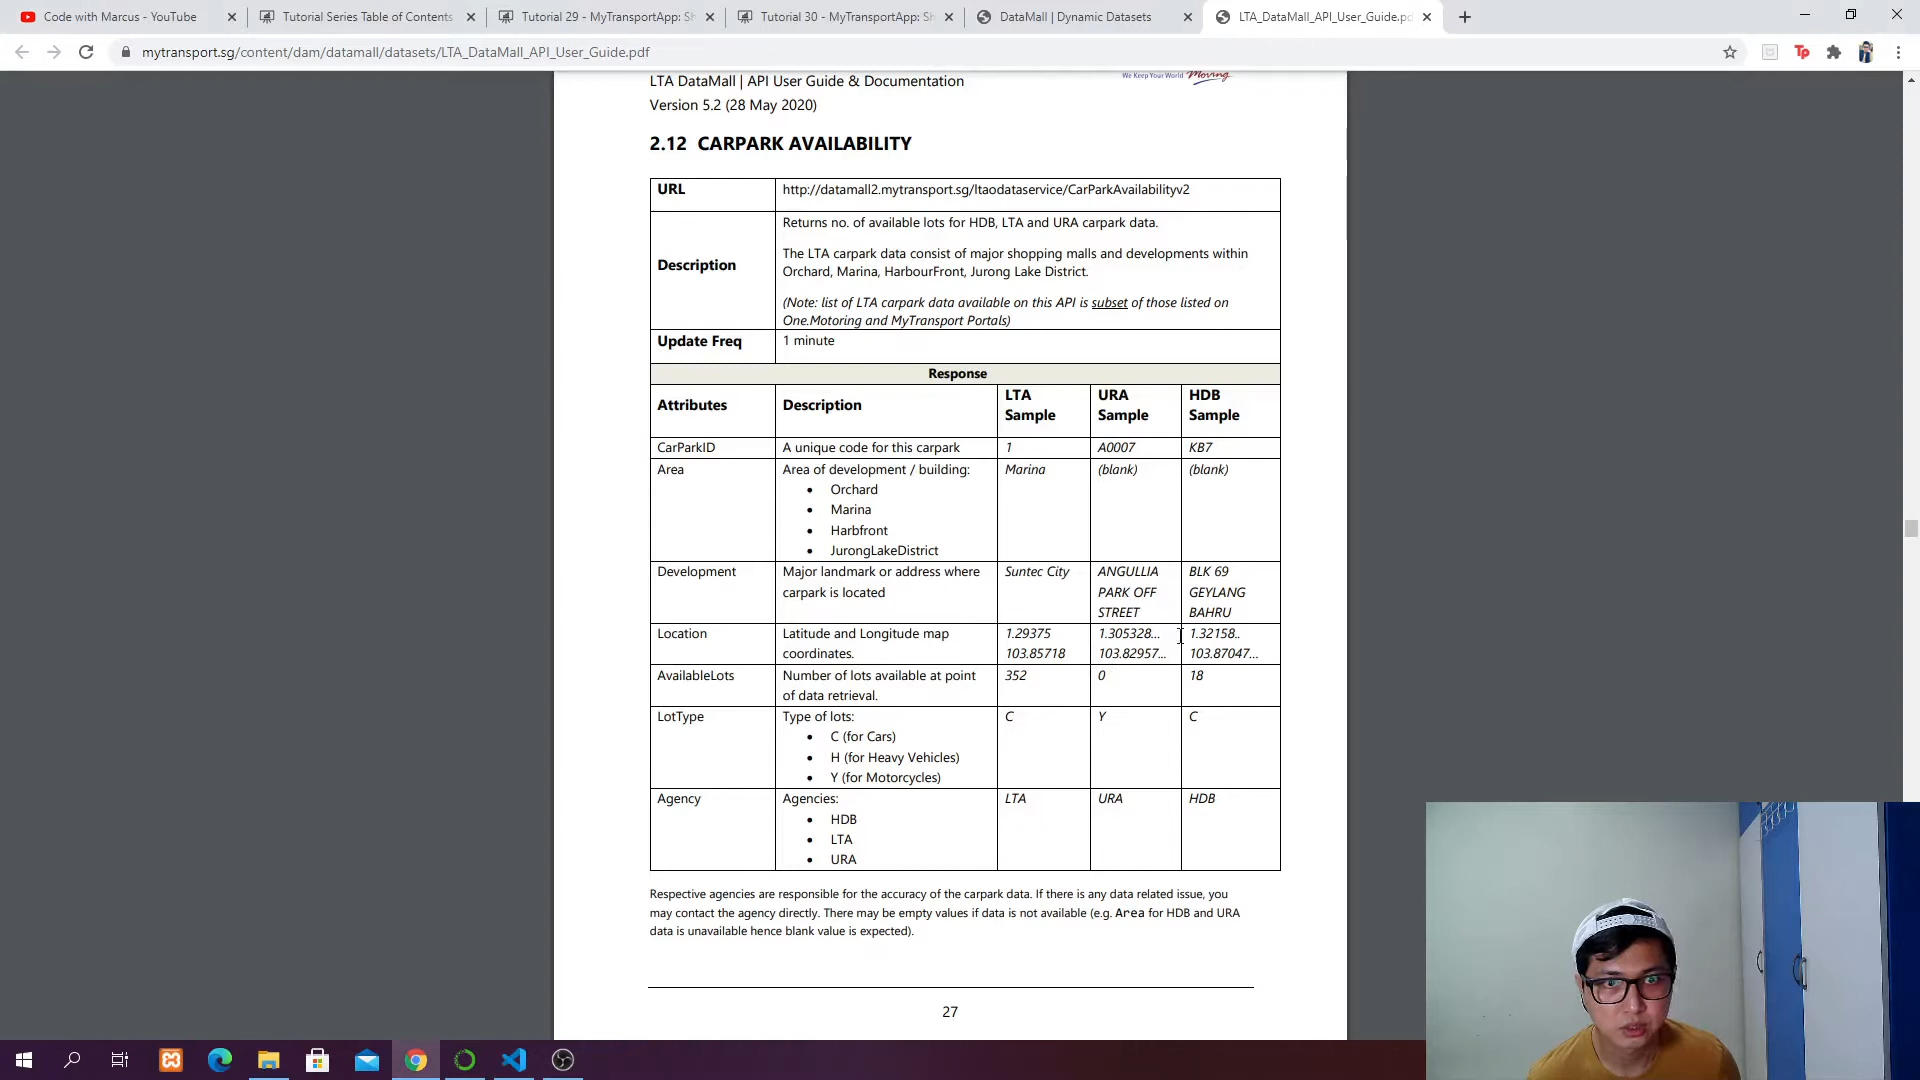 Code with Marcus - YouTube
Tutorial Series Table of Contents
Tutorial 29 - MyTransportApp: Sh
Tutorial 30 - MyTransportApp: Sh
DataMall | Dynamic Datasets
LTA_DataMall_API_User_Guide.pd
mytransport.sg/content/dam/datamall/datasets/LTA_DataMall_API_User_Guide.pdf
Tp
LTA DataMall | API User Guide & Documentation
We Keep Your World Moving
Version 5.2 (28 May 2020)
2.12 CARPARK AVAILABILITY
URL
http://datamall2.mytransport.sg/ltaodataservice/CarParkAvailabilityv2
Description
Returns no. of available lots for HDB, LTA and URA carpark data.
The LTA carpark data consist of major shopping malls and developments within
Orchard, Marina, HarbourFront, Jurong Lake District.
(Note: list of LTA carpark data available on this API is subset of those listed on
One.Motoring and MyTransport Portals)
Update Freq
1 minute
Response
Attributes
Description
LTA
Sample
URA
Sample
HDB
Sample
CarParkID
A unique code for this carpark
1
A0007
KB7
Area
Area of development / building:
• Orchard
• Marina
• Harbfront
• JurongLakeDistrict
Marina
(blank)
(blank)
Development
Major landmark or address where
carpark is located
Suntec City
ANGULLIA
PARK OFF
STREET
BLK 69
GEYLANG
BAHRU
Location
Latitude and Longitude map
coordinates.
1.29375
103.85718
1.305328...
103.82957...
1.32158..
103.87047...
AvailableLots
Number of lots available at point
of data retrieval.
352
0
18
LotType
Type of lots:
• C (for Cars)
• H (for Heavy Vehicles)
• Y (for Motorcycles)
C
Y
C
Agency
Agencies:
• HDB
• LTA
• URA
LTA
URA
HDB
Respective agencies are responsible for the accuracy of the carpark data. If there is any data related issue, you
may contact the agency directly. There may be empty values if data is not available (e.g. Area for HDB and URA
data is unavailable hence blank value is expected).
27